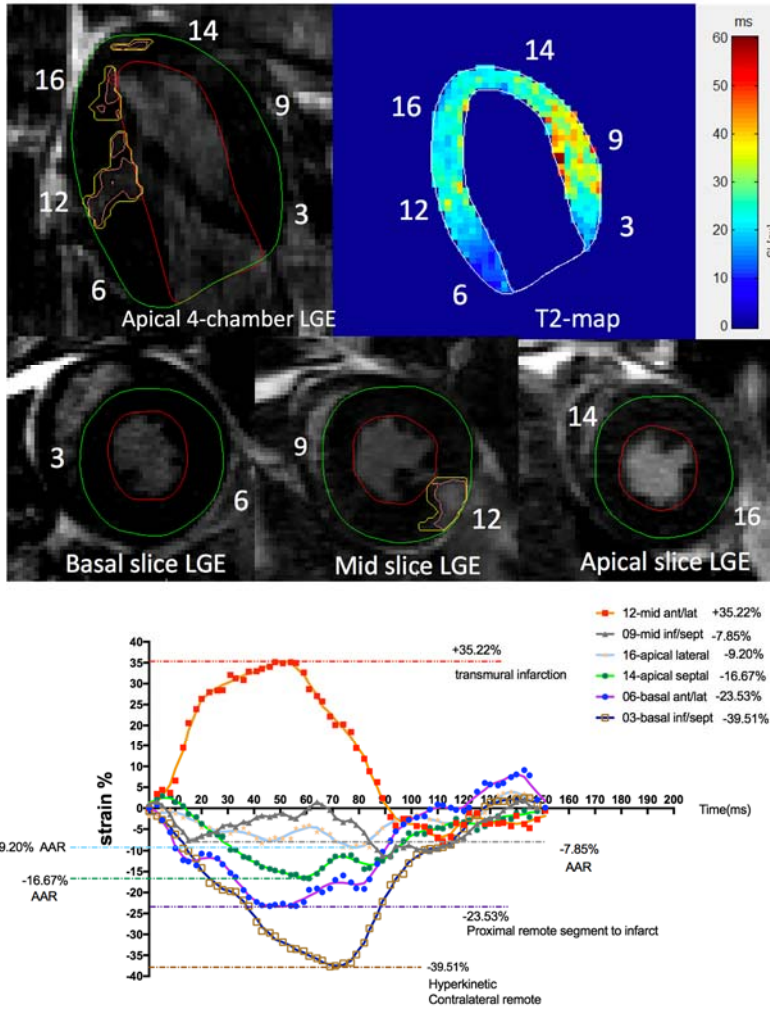 14
16
9
12
3
6
Apical 4-chamber LGE
14
16
9
12
3
6
T2-map
ms
60
50
40
30
20
10
0
3
6
Basal slice LGE
9
12
Mid slice LGE
14
16
Apical slice LGE
12-mid ant/lat +35.22%
09-mid inf/sept -7.85%
16-apical lateral -9.20%
14-apical septal -16.67%
06-basal ant/lat -23.53%
03-basal inf/sept -39.51%
+35.22%
transmural infarction
strain %
40
35
30
25
20
15
10
5
0
-5
-10
-15
-20
-25
-30
-35
-40
20 30 40 50 60 70 80 90 100 110 120 130 140 150 160 170 180 190 200
Time(ms)
9.20% AAR
-16.67%
AAR
-7.85%
AAR
-23.53%
Proximal remote segment to infarct
-39.51%
Hyperkinetic
Contralateral remote